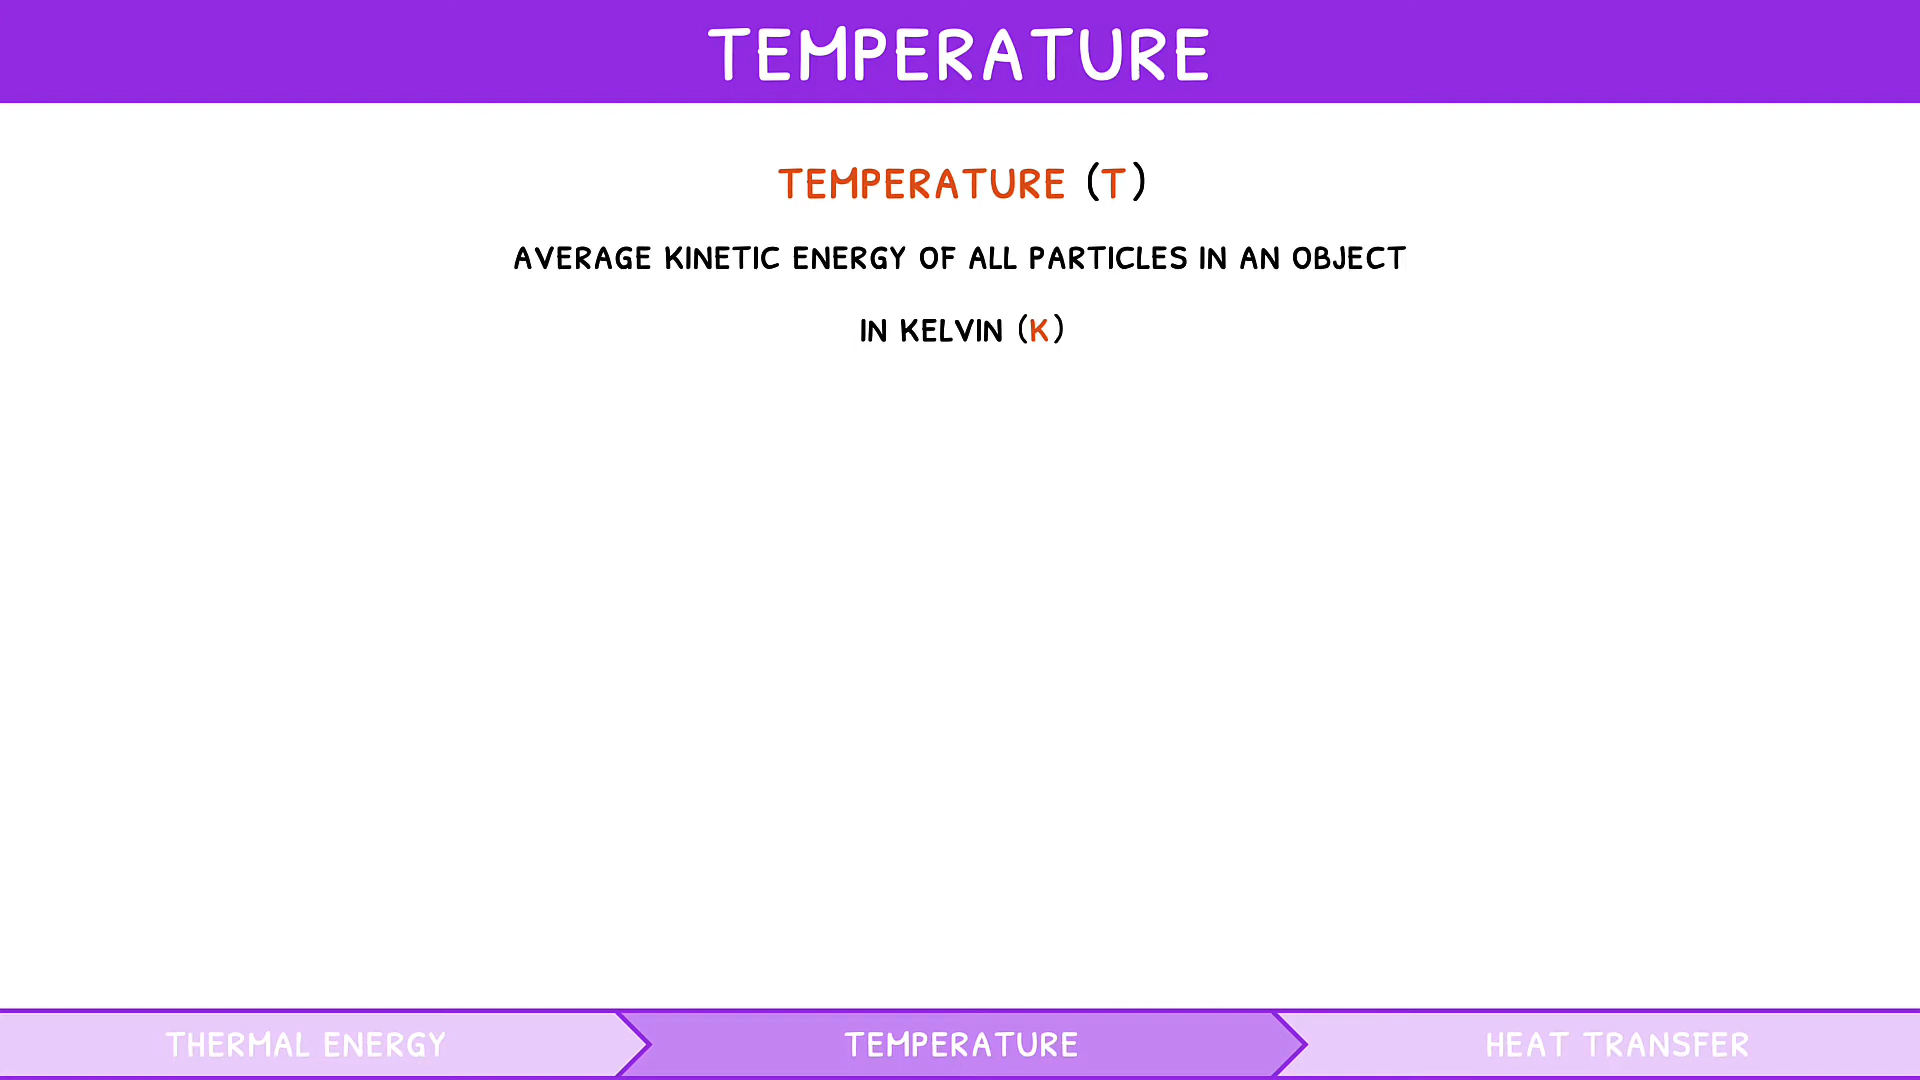 TEMPERATURE
TEMPERATURE (T)
AVERAGE KINETIC ENERGY OF ALL PARTICLES IN AN OBJECT
IN KELVIN (K)
THERMAL ENERGY
TEMPERATURE
HEAT TRANSFER